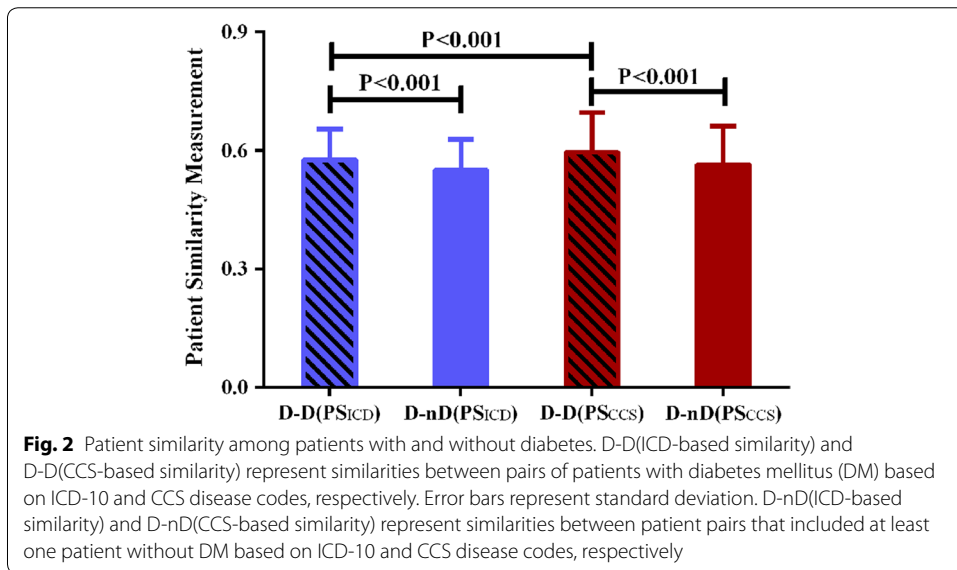 0.9
P<0.001
P<0.001
P<0.001
0.6
0.3
0.0
Patient Similarity Measurement
D-D(PSICD) D-nD(PSICD) D-D(PSCCS) D-nD(PSCCS)
Fig. 2 Patient similarity among patients with and without diabetes. D-D(ICD-based similarity) and
D-D(CCS-based similarity) represent similarities between pairs of patients with diabetes mellitus (DM) based
on ICD-10 and CCS disease codes, respectively. Error bars represent standard deviation. D-nD(ICD-based
similarity) and D-nD(CCS-based similarity) represent similarities between patient pairs that included at least
one patient without DM based on ICD-10 and CCS disease codes, respectively